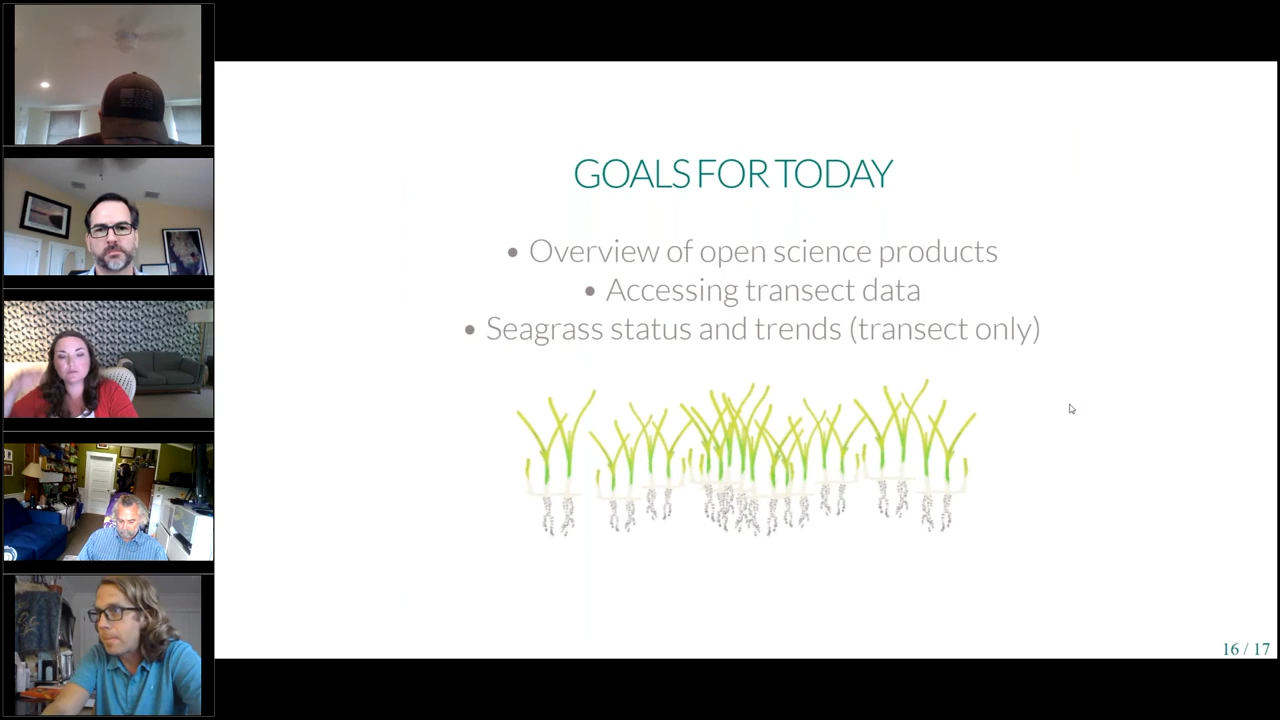 GOALS FOR TODAY
• Overview of open science products
• Accessing transect data
• Seagrass status and trends (transect only)
16 / 17